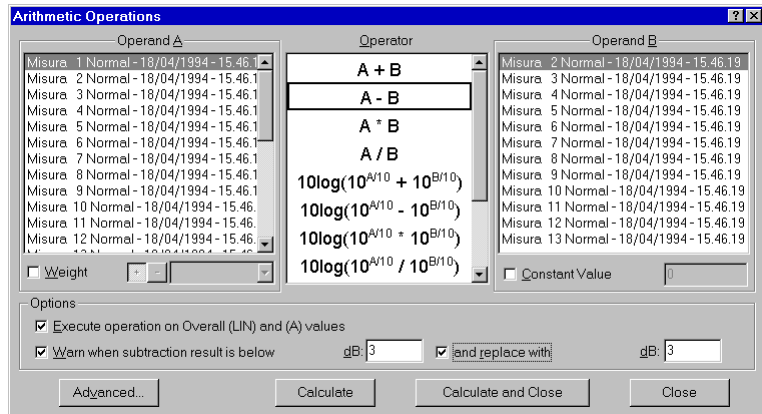 Arithmetic Operations
Operand A
Misura 1 Normal - 18/04/1994 - 15.46.1
Misura 2 Normal - 18/04/1994 - 15.46.1
Misura 3 Normal - 18/04/1994 - 15.46.1
Misura 4 Normal - 18/04/1994 - 15.46.1
Misura 5 Normal - 18/04/1994 - 15.46.1
Misura 6 Normal - 18/04/1994 - 15.46.1
Misura 7 Normal - 18/04/1994 - 15.46.1
Misura 8 Normal - 18/04/1994 - 15.46.1
Misura 9 Normal - 18/04/1994 - 15.46.1
Misura 10 Normal - 18/04/1994 - 15.46.
Misura 11 Normal - 18/04/1994 - 15.46.
Misura 12 Normal - 18/04/1994 - 15.46.
Weight
+ -
Operator
A + B
A - B
A * B
A / B
10log(10^A/10 + 10^B/10)
10log(10^A/10 - 10^B/10)
10log(10^A/10 * 10^B/10)
10log(10^A/10 / 10^B/10)
Operand B
Misura 2 Normal - 18/04/1994 - 15.46.19
Misura 3 Normal - 18/04/1994 - 15.46.19
Misura 4 Normal - 18/04/1994 - 15.46.19
Misura 5 Normal - 18/04/1994 - 15.46.19
Misura 6 Normal - 18/04/1994 - 15.46.19
Misura 7 Normal - 18/04/1994 - 15.46.19
Misura 8 Normal - 18/04/1994 - 15.46.19
Misura 9 Normal - 18/04/1994 - 15.46.19
Misura 10 Normal - 18/04/1994 - 15.46.19
Misura 11 Normal - 18/04/1994 - 15.46.19
Misura 12 Normal - 18/04/1994 - 15.46.19
Misura 13 Normal - 18/04/1994 - 15.46.19
Constant Value 0
Options
Execute operation on Overall (LIN) and (A) values
Warn when subtraction result is below dB: 3 and replace with dB: 3
Advanced... Calculate Calculate and Close Close